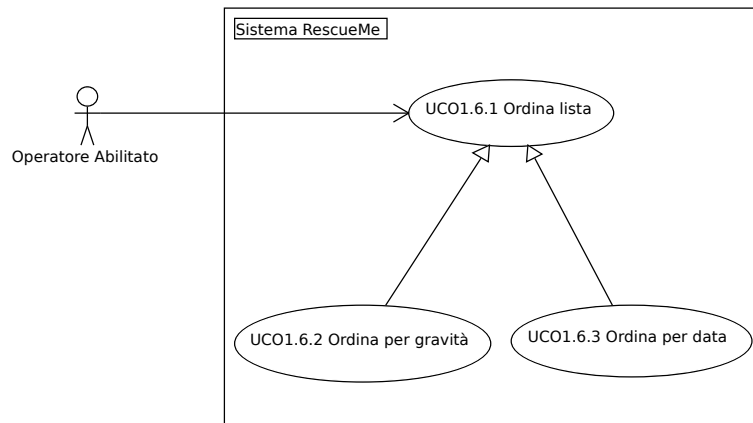 Sistema RescueMe
UCO1.6.1 Ordina lista
Operatore Abilitato
UCO1.6.2 Ordina per gravità
UCO1.6.3 Ordina per data